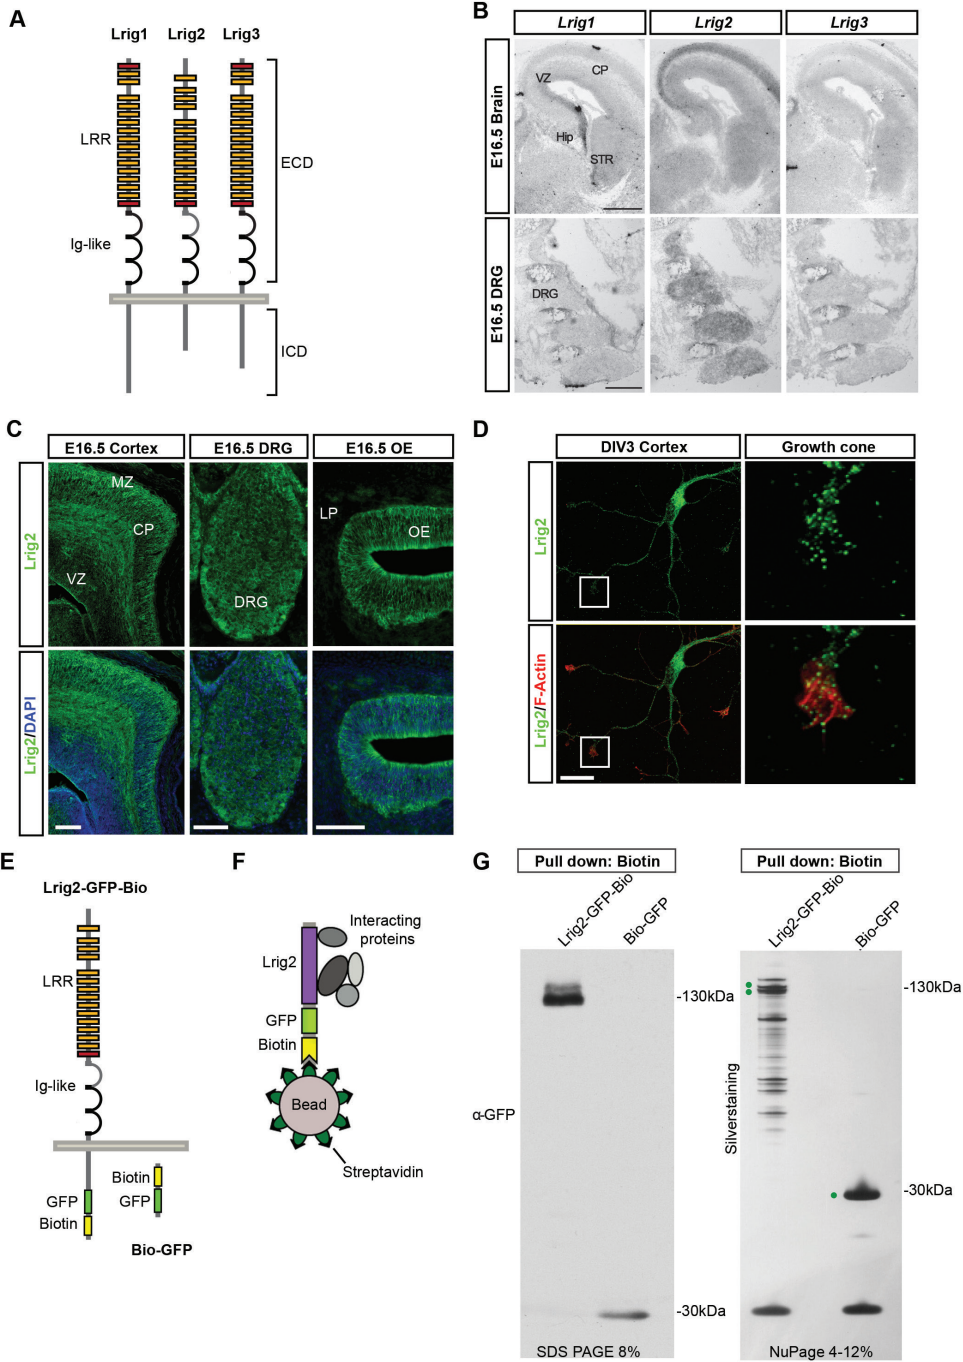 A
Lrig1 Lrig2 Lrig3
LRR
ECD
Ig-like
ICD
B
Lrig1 Lrig2 Lrig3
E16.5 Brain
VZ
CP
Hip
STR
E16.5 DRG
DRG
C
E16.5 Cortex E16.5 DRG E16.5 OE
Lrig2
MZ
CP
VZ
DRG
LP
OE
Lrig2/DAPI
D
DIV3 Cortex Growth cone
Lrig2
Lrig2/F-Actin
E
Lrig2-GFP-Bio
LRR
Ig-like
GFP
Biotin
Biotin
GFP
Bio-GFP
F
Interacting
proteins
Lrig2
GFP
Biotin
Bead
Streptavidin
G
Pull down: Biotin
Lrig2-GFP-Bio
Bio-GFP
-130kDa
α-GFP
-30kDa
SDS PAGE 8%
Pull down: Biotin
Lrig2-GFP-Bio
Bio-GFP
-130kDa
Silverstaining
-30kDa
NuPage 4-12%